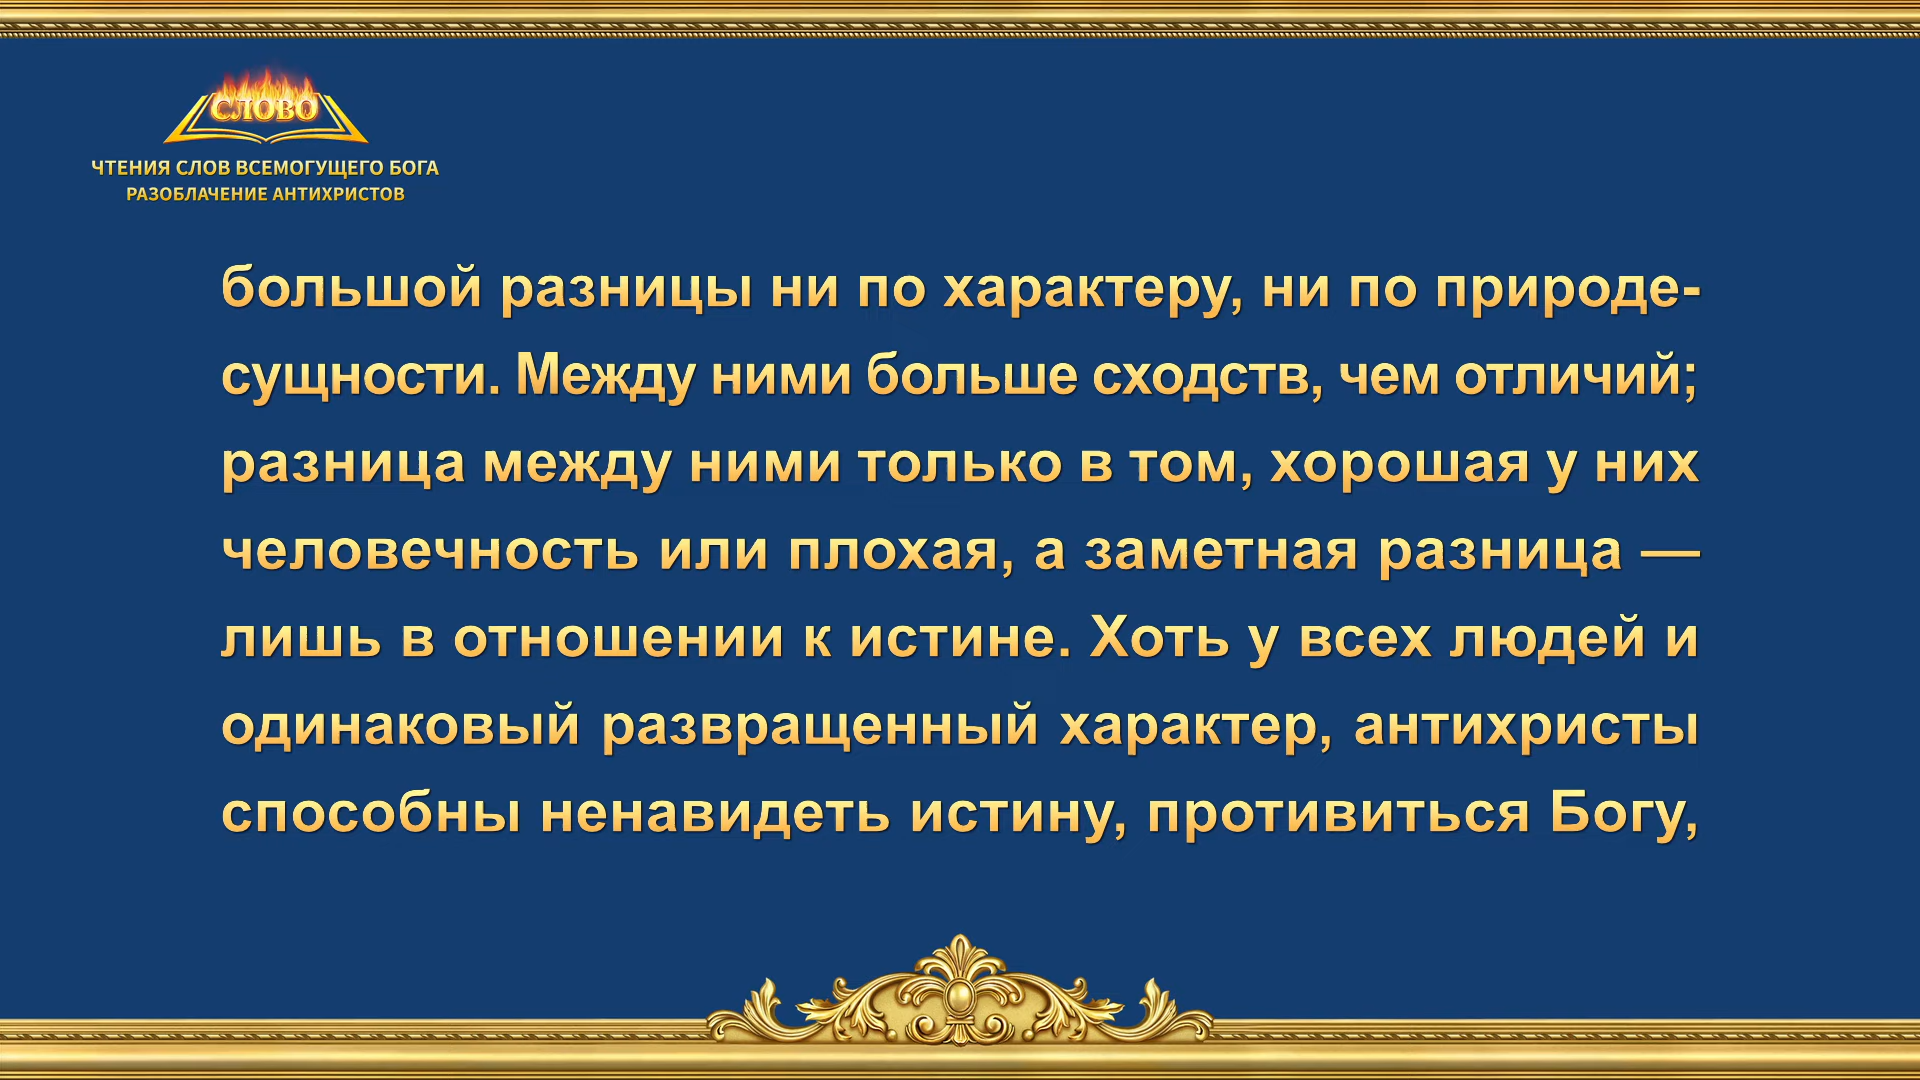 СЛОВО
ЧТЕНИЯ СЛОВ ВСЕМОГУЩЕГО БОГА
РАЗОБЛАЧЕНИЕ АНТИХРИСТОВ
большой разницы ни по характеру, ни по природе-
сущности. Между ними больше сходств, чем отличий;
разница между ними только в том, хорошая у них
человечность или плохая, а заметная разница —
лишь в отношении к истине. Хоть у всех людей и
одинаковый развращенный характер, антихристы
способны ненавидеть истину, противиться Богу,